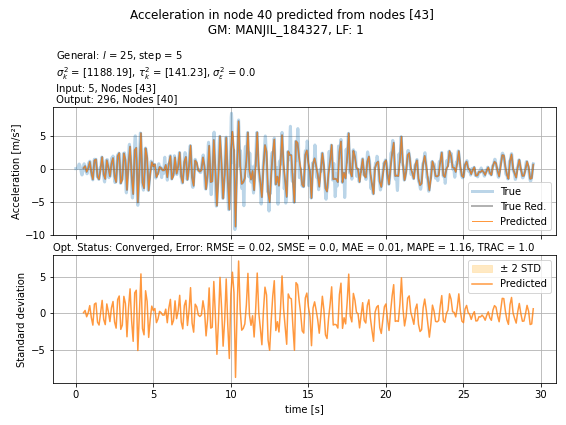 Acceleration in node 40 predicted from nodes [43]
GM: MANJIL_184327, LF: 1
General: l = 25, step = 5
σ²ₖ = [1188.19], τ²ₖ = [141.23], σ²ₑ = 0.0
Input: 5, Nodes [43]
Output: 296, Nodes [40]
Acceleration [m/s²]
5
0
−5
−10
True
True Red.
Predicted
Opt. Status: Converged, Error: RMSE = 0.02, SMSE = 0.0, MAE = 0.01, MAPE = 1.16, TRAC = 1.0
Standard deviation
5
0
−5
± 2 STD
Predicted
0 5 10 15 20 25 30
time [s]